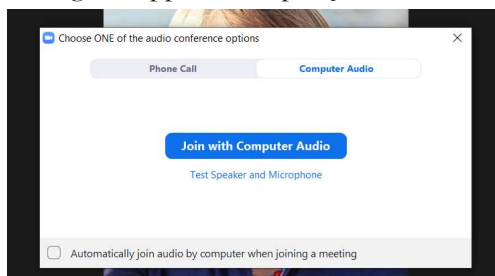 Choose ONE of the audio conference options
Phone Call
Computer Audio
Join with Computer Audio
Test Speaker and Microphone
Automatically join audio by computer when joining a meeting